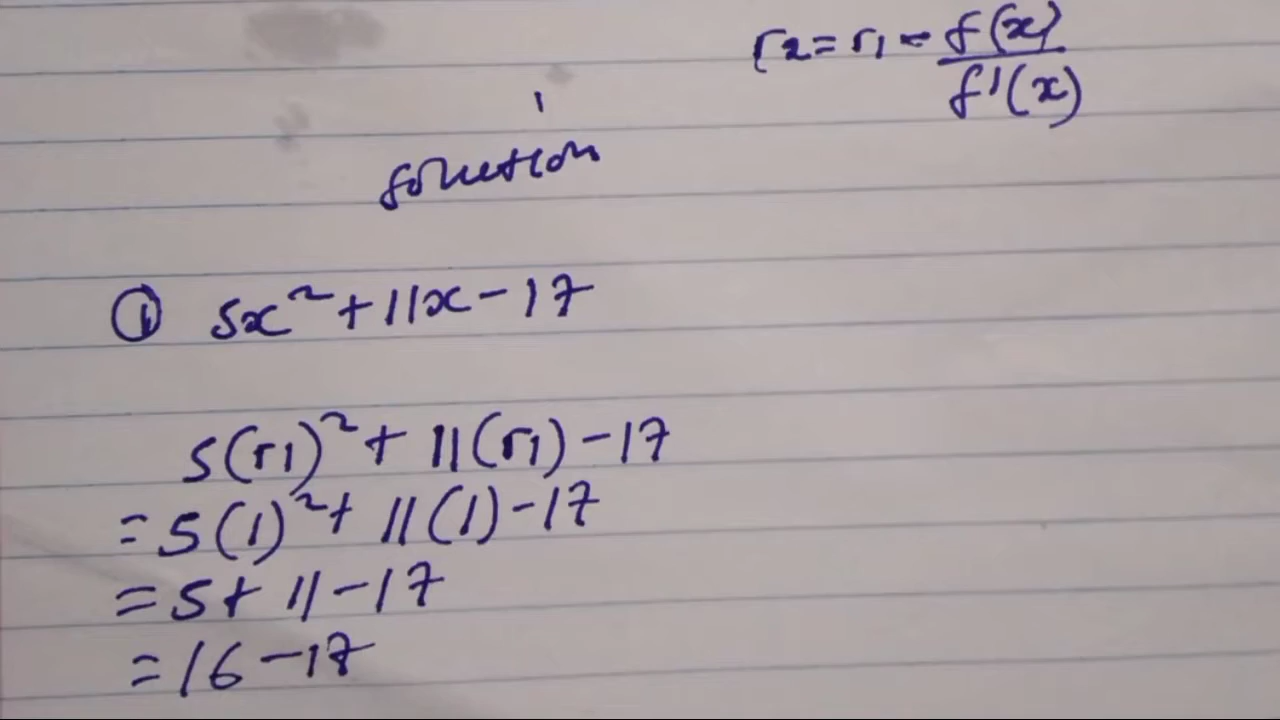 r2 = r1 - f(x)
f'(x)
solution
① 5x² + 11x - 17
5(r1)² + 11(r1) - 17
= 5(1)² + 11(1) - 17
= 5 + 11 - 17
= 16 - 17